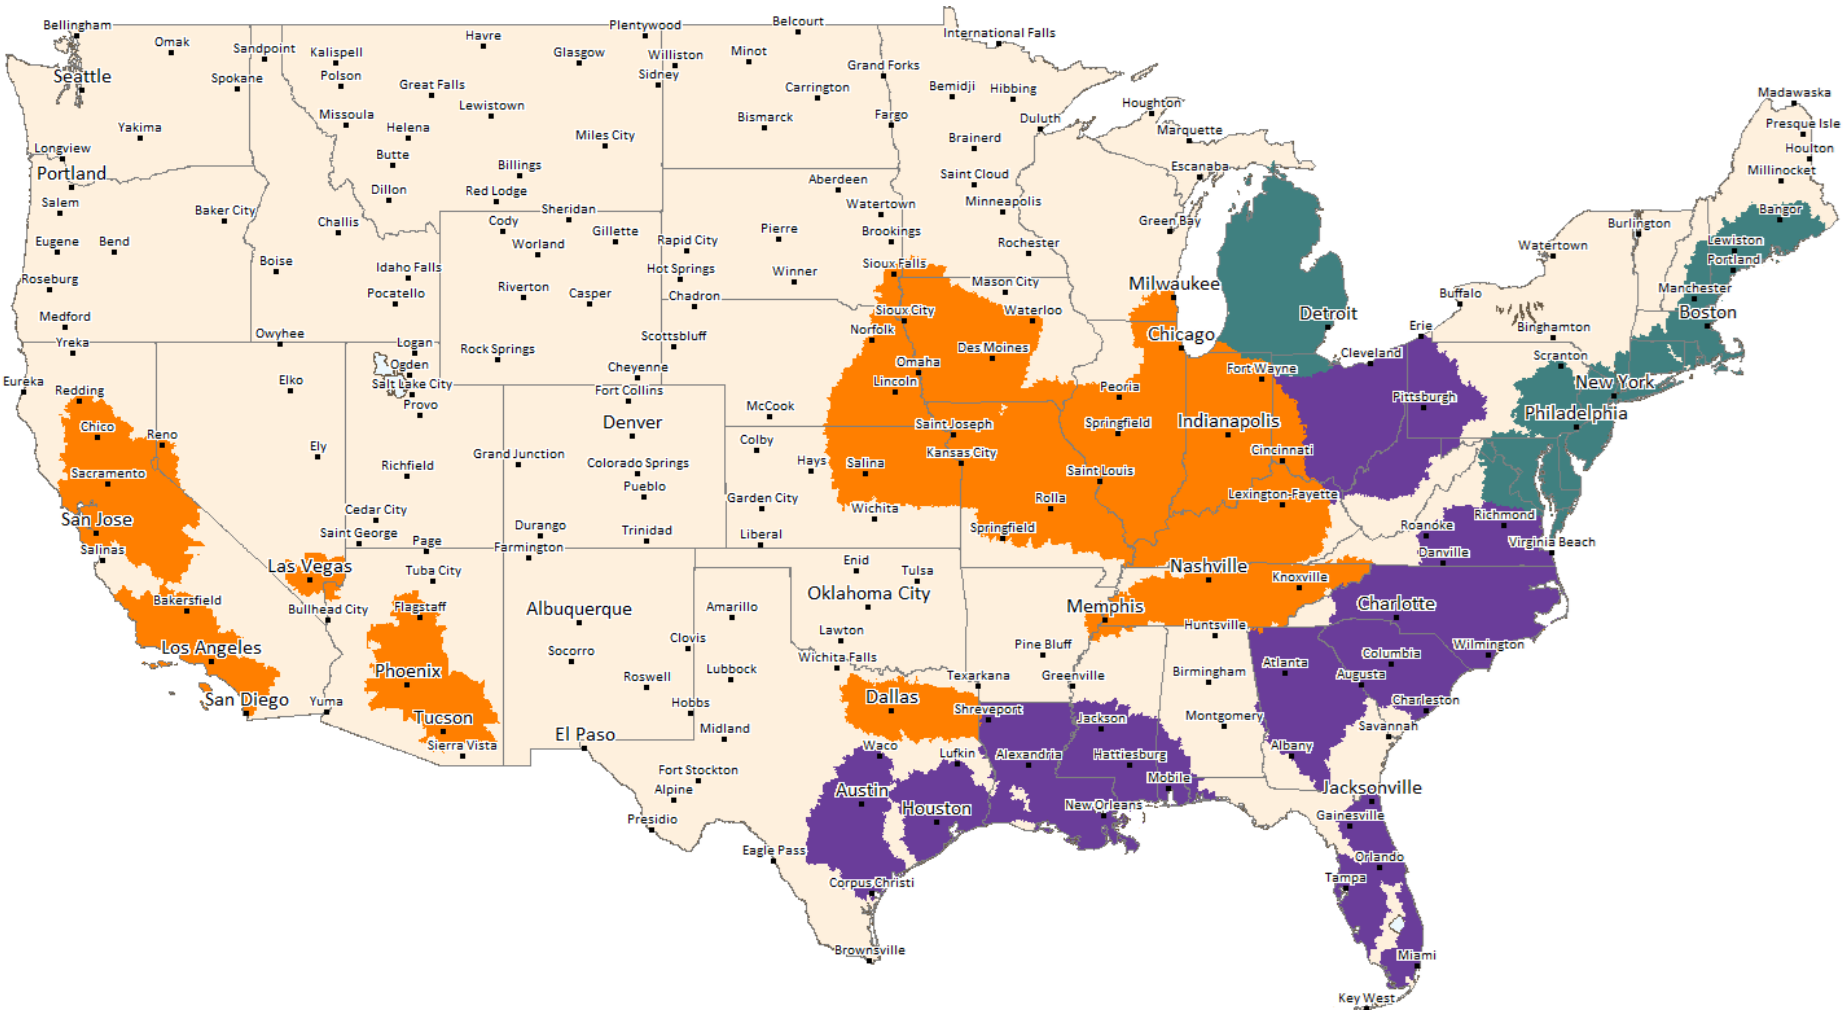 Bellingham
Omak
Sandpoint
Kalispell
Havre
Plentywood
Belcourt
International Falls
Glasgow
Williston
Minot
Seattle
Spokane
Polson
Great Falls
Sidney
Grand Forks
Carrington
Bemidji
Hibbing
Madawaska
Lewistown
Houghton
Missoula
Bismarck
Fargo
Duluth
Presque Isle
Yakima
Helena
Miles City
Brainerd
Marquette
Houlton
Longview
Butte
Billings
Escanaba
Portland
Aberdeen
Saint Cloud
Millinocket
Dillon
Red Lodge
Salem
Baker City
Challis
Cody
Sheridan
Watertown
Minneapolis
Green Bay
Bangor
Burlington
Eugene
Bend
Worland
Gillette
Rapid City
Pierre
Brookings
Rochester
Watertown
Lewiston
Boise
Idaho Falls
Hot Springs
Winner
Sioux Falls
Portland
Roseburg
Pocatello
Riverton
Casper
Chadron
Mason City
Milwaukee
Buffalo
Manchester
Medford
Owyhee
Scottsbluff
Sioux City
Waterloo
Detroit
Boston
Yreka
Logan
Rock Springs
Norfolk
Chicago
Erie
Binghamton
Ogden
Cheyenne
Omaha
Des Moines
Cleveland
Scranton
Eureka
Redding
Elko
Salt Lake City
Fort Collins
Lincoln
Peoria
Fort Wayne
New York
Provo
McCook
Pittsburgh
Chico
Reno
Denver
Saint Joseph
Springfield
Indianapolis
Philadelphia
Ely
Grand Junction
Colby
Kansas City
Cincinnati
Sacramento
Richfield
Colorado Springs
Hays
Salina
Saint Louis
Pueblo
Garden City
Rolla
Lexington-Fayette
San Jose
Cedar City
Wichita
Richmond
Saint George
Durango
Trinidad
Liberal
Springfield
Roanoke
Salinas
Page
Farmington
Danville
Virginia Beach
Las Vegas
Tuba City
Enid
Tulsa
Nashville
Knoxville
Bakersfield
Bullhead City
Flagstaff
Albuquerque
Amarillo
Oklahoma City
Memphis
Charlotte
Los Angeles
Socorro
Clovis
Lawton
Pine Bluff
Huntsville
Wilmington
Phoenix
Roswell
Lubbock
Wichita Falls
Texarkana
Greenville
Birmingham
Atlanta
Columbia
San Diego
Yuma
Hobbs
Dallas
Shreveport
Augusta
Charleston
Tucson
Midland
Jackson
Montgomery
Savannah
Sierra Vista
El Paso
Waco
Lufkin
Alexandria
Hattiesburg
Albany
Fort Stockton
Mobile
Alpine
Austin
Houston
New Orleans
Jacksonville
Presidio
Gainesville
Eagle Pass
Orlando
Corpus Christi
Tampa
Brownsville
Miami
Key West